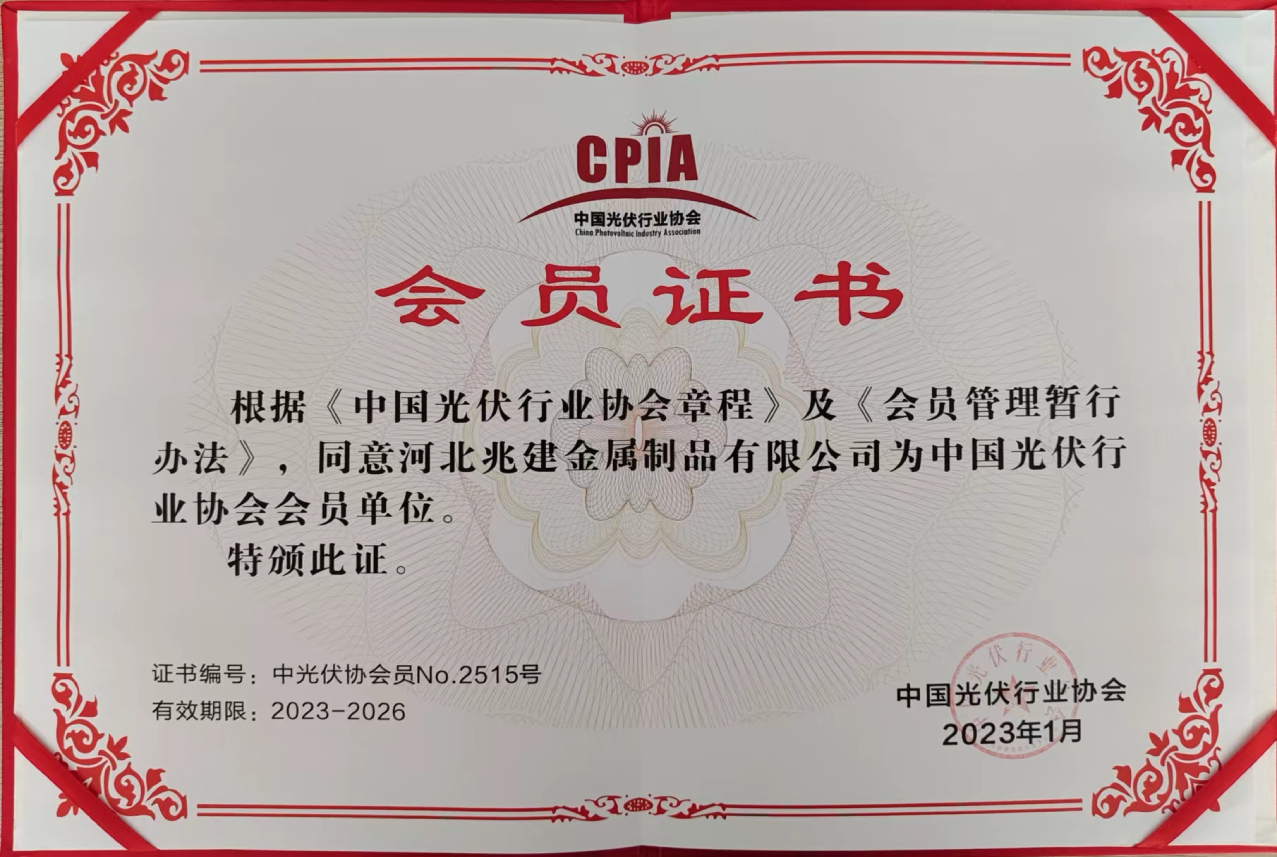 CPIA
中国光伏行业协会
China Photovoltaic Industry Association
会员证书
根据《中国光伏行业协会章程》及《会员管理暂行
办法》，同意河北兆建金属制品有限公司为中国光伏行
业协会会员单位。
特颁此证。
证书编号：中光伏协会员No.2515号
有效期限：2023-2026
中国光伏行业协会
2023年1月